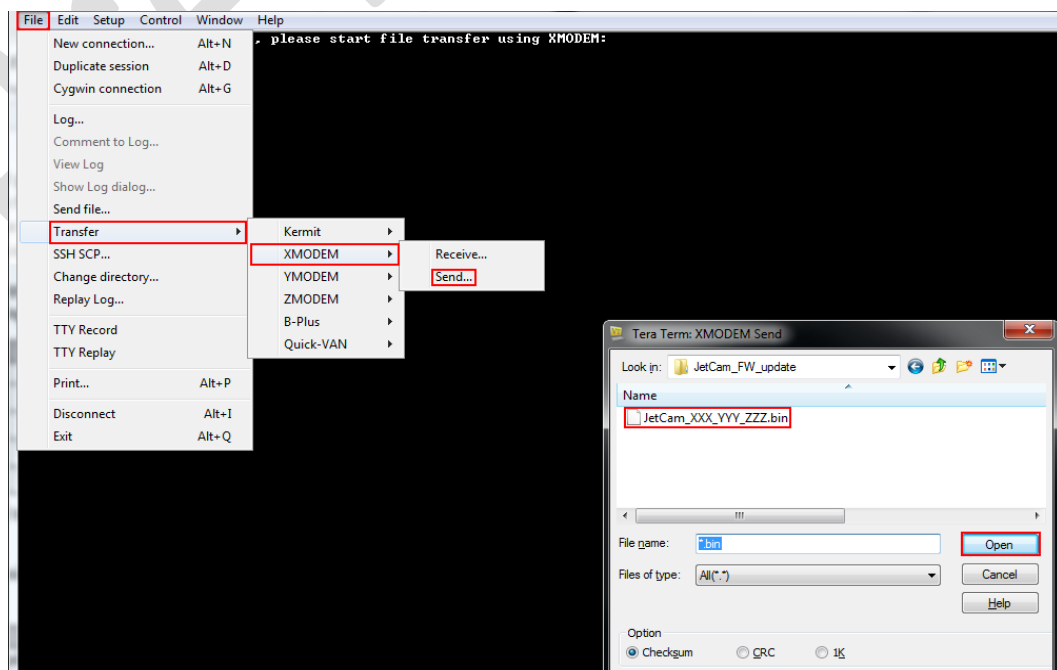 File Edit Setup Control Window Help
, please start file transfer using XMODEM:
New connection... Alt+N
Duplicate session Alt+D
Cygwin connection Alt+G
Log...
Comment to Log...
View Log
Show Log dialog...
Send file...
Transfer
SSH SCP...
Change directory...
Replay Log...
TTY Record
TTY Replay
Print... Alt+P
Disconnect Alt+I
Exit Alt+Q
Kermit
XMODEM
YMODEM
ZMODEM
B-Plus
Quick-VAN
Receive...
Send...
Tera Term: XMODEM Send
Look in: JetCam_FW_update
Name
JetCam_XXX_YYY_ZZZ.bin
File name: *.bin Open
Files of type: All(*.*) Cancel
Help
Option
Checksum CRC 1K